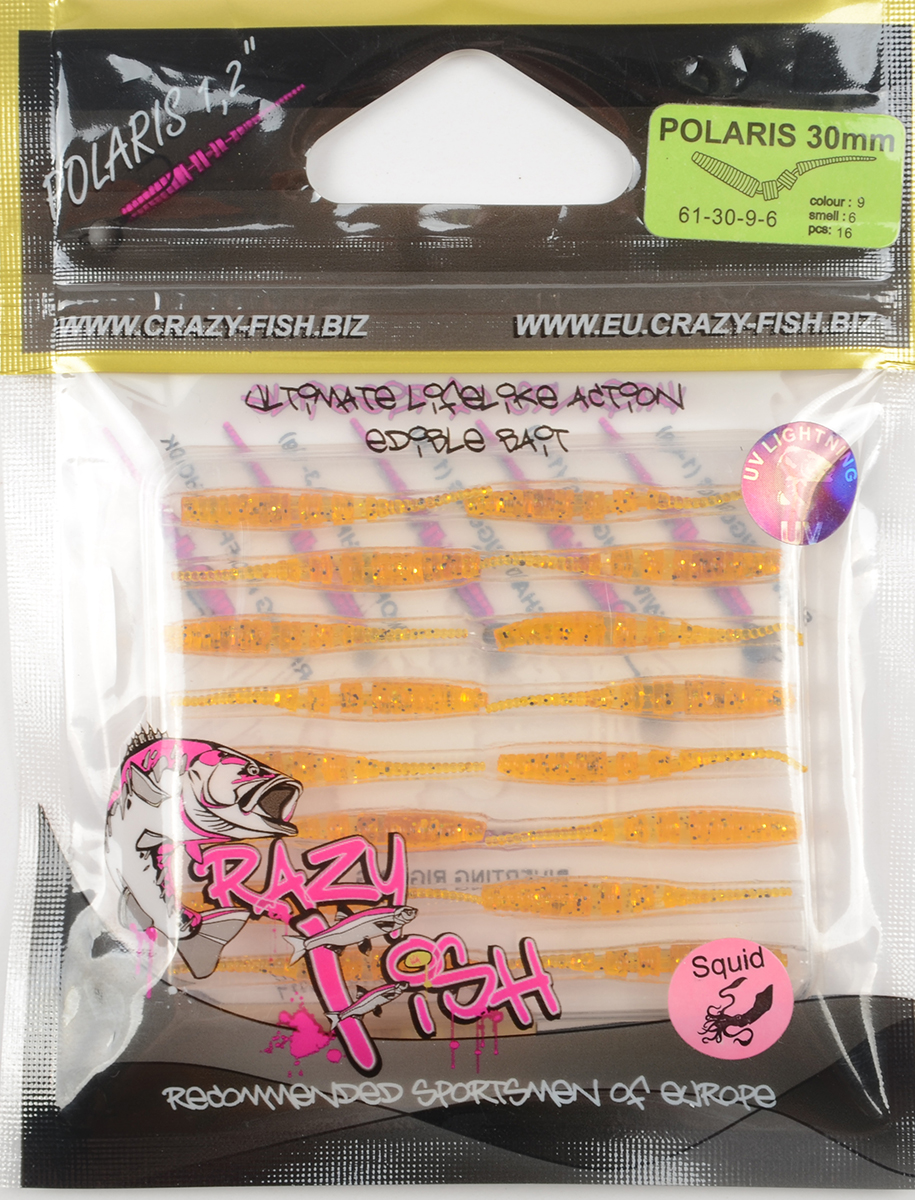 POLARIS 1,2"
POLARIS 30mm
61-30-9-6
colour : 9
smell : 6
pcs: 16
WWW.CRAZY-FISH.BIZ
WWW.EU.CRAZY-FISH.BIZ
ULTIMATE LIFELIKE ACTION
EDIBLE BAIT
UV LIGHTNING
UV
CRAZY
FISH
Squid
RECOMMENDED SPORTSMEN OF EUROPE